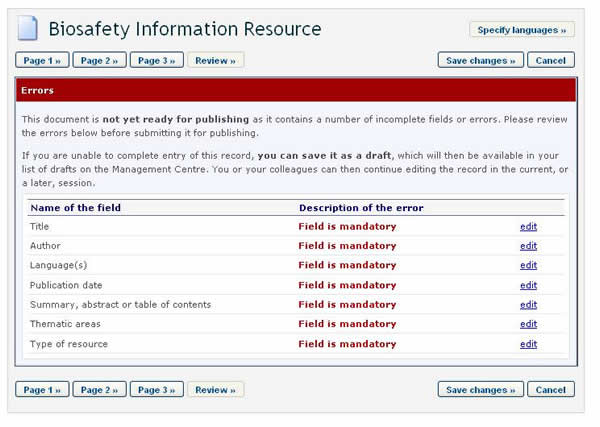 Biosafety Information Resource
Specify languages »
Page 1 » Page 2 » Page 3 » Review » Save changes » Cancel
Errors
This document is not yet ready for publishing as it contains a number of incomplete fields or errors. Please review
the errors below before submitting it for publishing.
If you are unable to complete entry of this record, you can save it as a draft, which will then be available in your
list of drafts on the Management Centre. You or your colleagues can then continue editing the record in the current, or
a later, session.
Name of the field Description of the error
Title Field is mandatory edit
Author Field is mandatory edit
Language(s) Field is mandatory edit
Publication date Field is mandatory edit
Summary, abstract or table of contents Field is mandatory edit
Thematic areas Field is mandatory edit
Type of resource Field is mandatory edit
Page 1 » Page 2 » Page 3 » Review » Save changes » Cancel